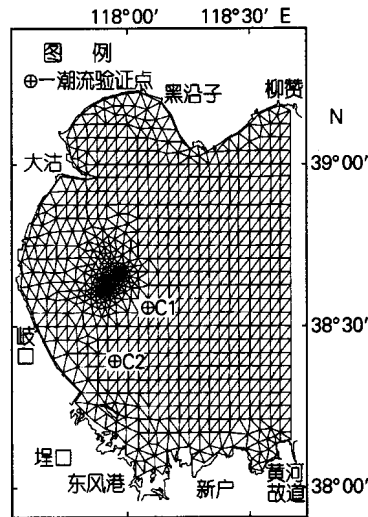 118°00′ 118°30′ E
图 例
⊕—潮流验证点
黑沿子
柳赞
N
大沽
39°00′
⊕C1
38°30′
岐口
⊕C2
埕口
东风港
新户
黄河
故道
38°00′